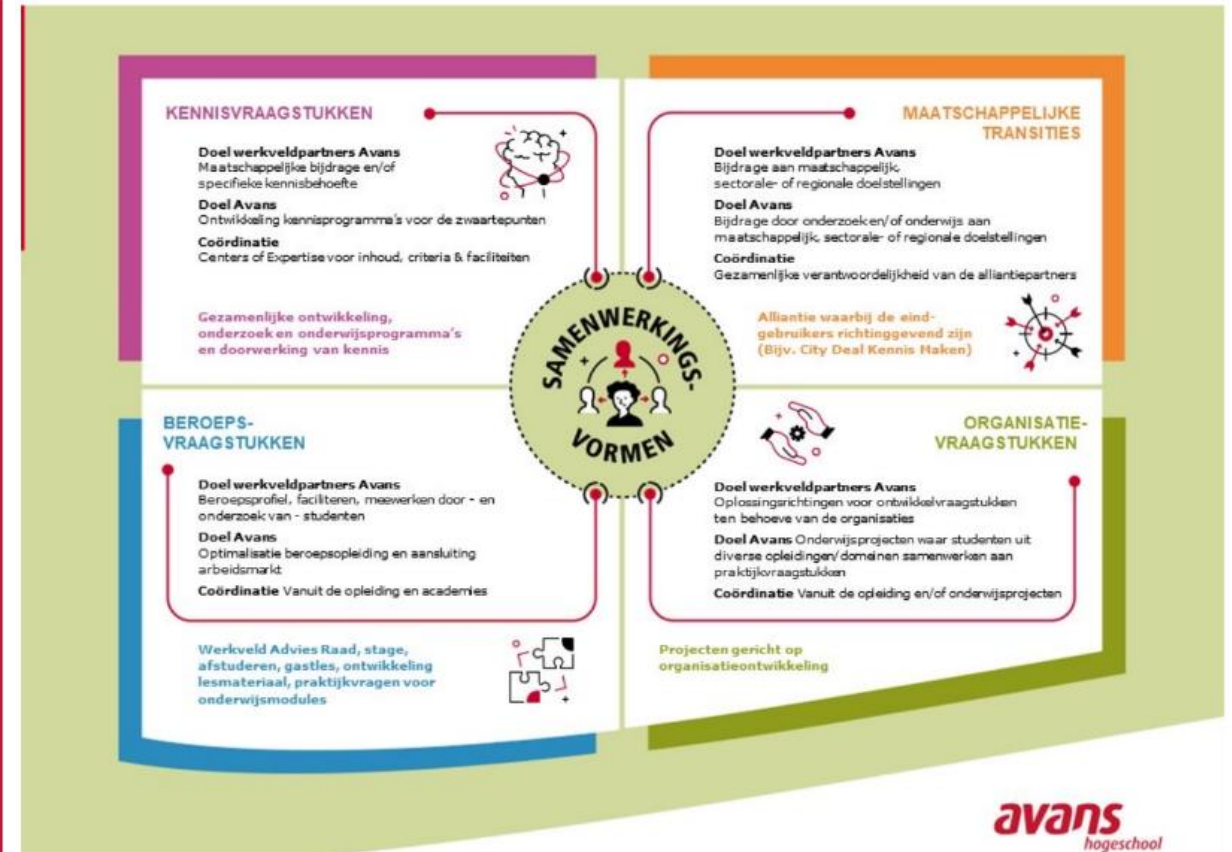 KENNISVRAAGSTUKKEN
Doel werkveldpartners Avans
Maatschappelijke bijdrage en/of
specifieke kennisbehoefte
Doel Avans
Ontwikkeling kennisprogramma's voor de zwaartepunten
Coördinatie
Centers of Expertise voor inhoud, criteria & faciliteiten
Gezamenlijke ontwikkeling,
onderzoek en onderwijsprogramma's
en doorwerking van kennis
MAATSCHAPPELIJKE
TRANSITIES
Doel werkveldpartners Avans
Bijdrage aan maatschappelijk,
sectorale- of regionale doelstellingen
Doel Avans
Bijdrage door onderzoek en/of onderwijs aan
maatschappelijk, sectorale- of regionale doelstellingen
Coördinatie
Gezamenlijke verantwoordelijkheid van de alliantiepartners
Alliantie waarbij de eind-
gebruikers richtinggevend zijn
(Bijv. City Deal Kennis Maken)
SAMENWERKINGS-
VORMEN
BEROEPS-
VRAAGSTUKKEN
Doel werkveldpartners Avans
Beroepsprofiel, faciliteren, meewerken door - en
onderzoek van - studenten
Doel Avans
Optimalisatie beroepsopleiding en aansluiting
arbeidsmarkt
Coördinatie Vanuit de opleiding en academies
Werkveld Advies Raad, stage,
afstuderen, gastles, ontwikkeling
lesmateriaal, praktijkvragen voor
onderwijsmodules
ORGANISATIE-
VRAAGSTUKKEN
Doel werkveldpartners Avans
Oplossingsrichtingen voor ontwikkelvraagstukken
ten behoeve van de organisaties
Doel Avans Onderwijsprojecten waar studenten uit
diverse opleidingen/domeinen samenwerken aan
praktijkvraagstukken
Coördinatie Vanuit de opleiding en/of onderwijsprojecten
Projecten gericht op
organisatieontwikkeling
avans
hogeschool